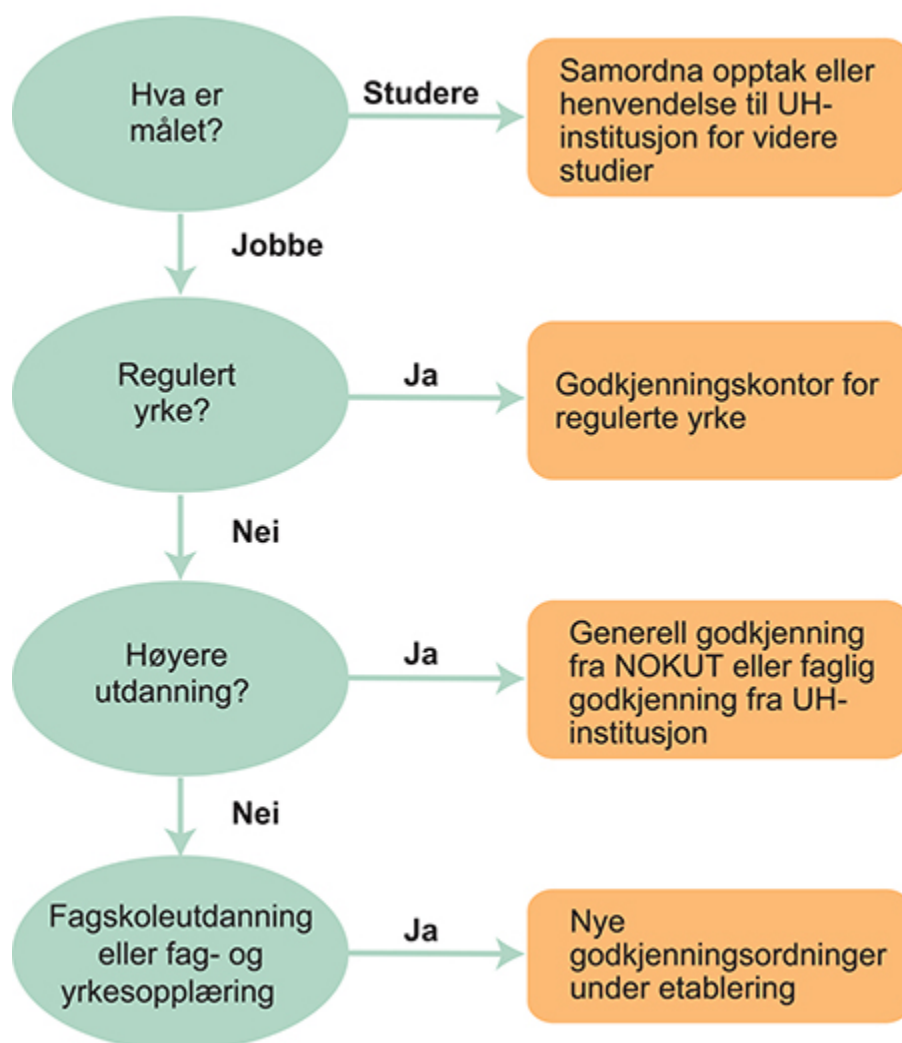 Hva er
målet?
Studere
Samordna opptak eller
henvendelse til UH-
institusjon for videre
studier
Jobbe
Regulert
yrke?
Ja
Godkjenningskontor for
regulerte yrke
Nei
Høyere
utdanning?
Ja
Generell godkjenning
fra NOKUT eller faglig
godkjenning fra UH-
institusjon
Nei
Fagskoleutdanning
eller fag- og
yrkesopplæring
Ja
Nye
godkjenningsordninger
under etablering